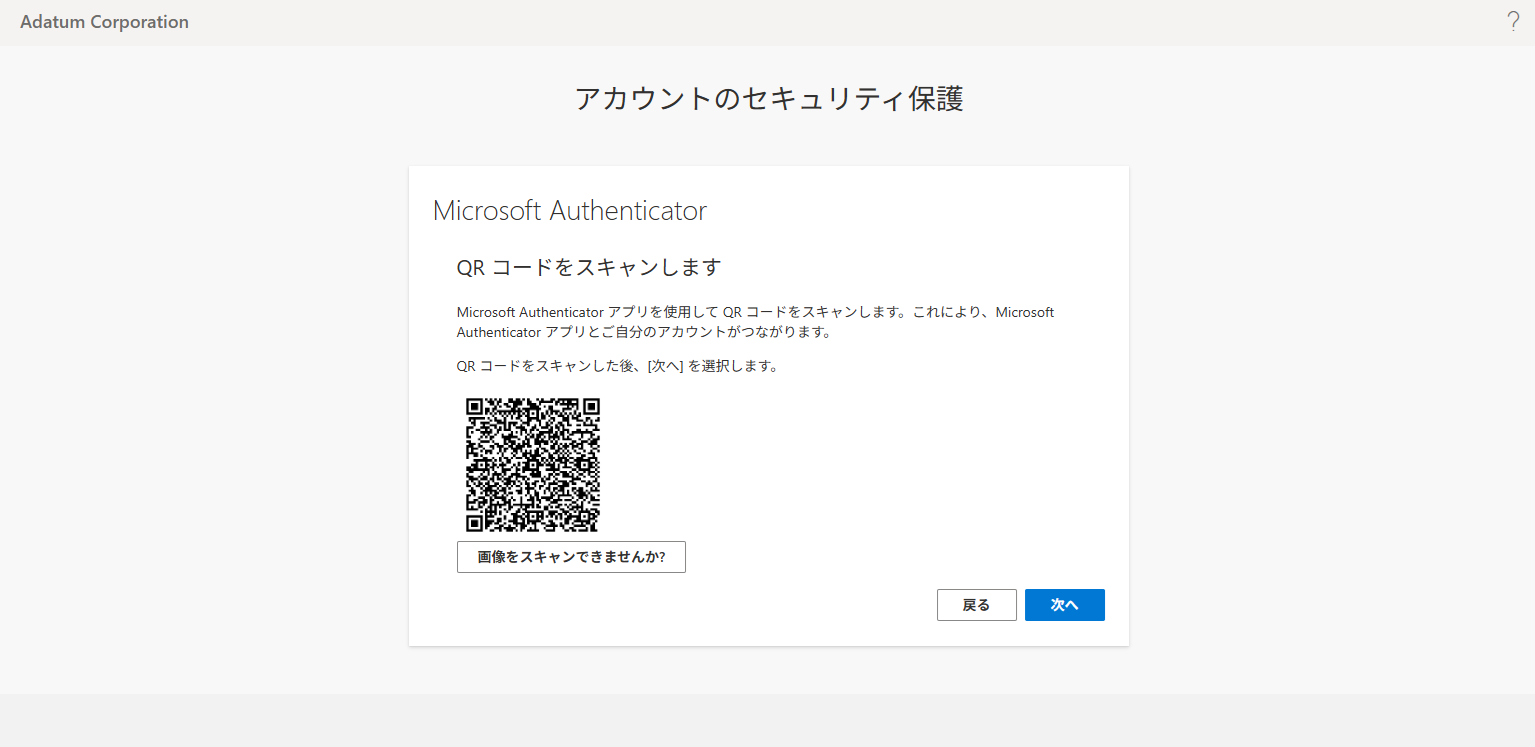 Adatum Corporation
?
アカウントのセキュリティ保護
Microsoft Authenticator
QR コードをスキャンします
Microsoft Authenticator アプリを使用して QR コードをスキャンします。これにより、Microsoft
Authenticator アプリとご自分のアカウントがつながります。
QR コードをスキャンした後、[次へ] を選択します。
画像をスキャンできませんか?
戻る
次へ